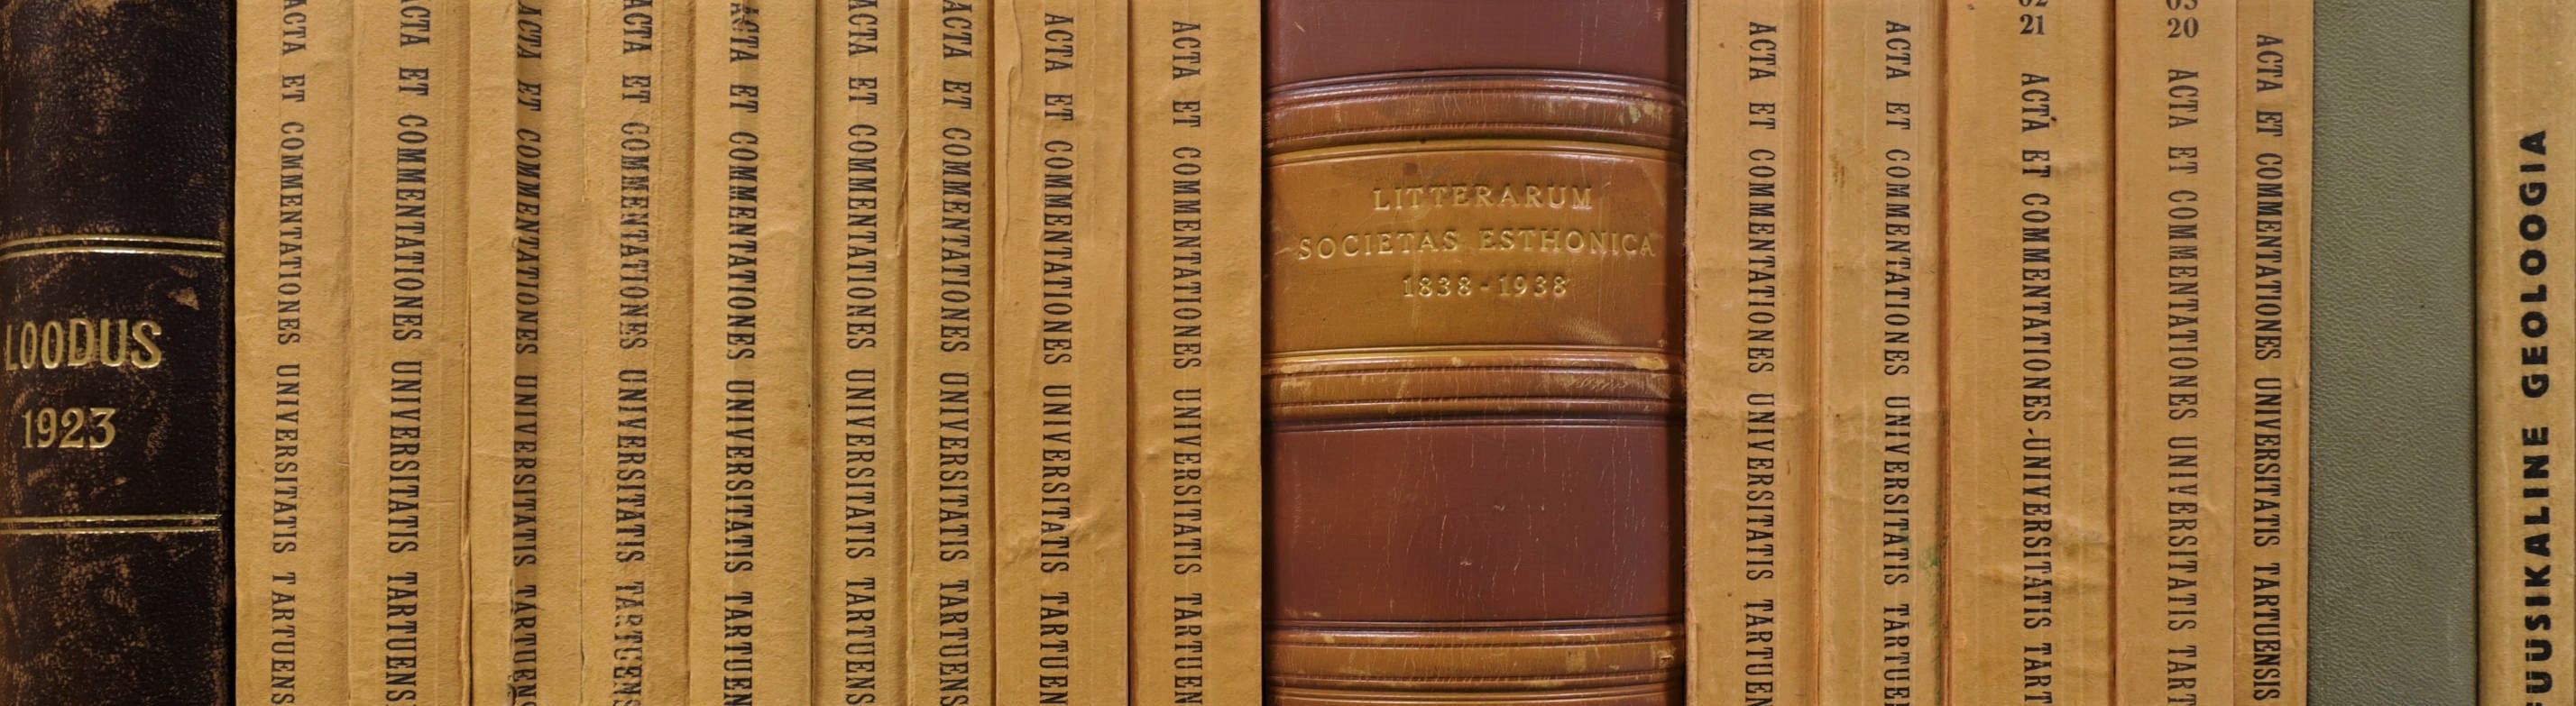 LOODUS
1923
ACTA ET COMMENTATIONES UNIVERSITATIS TARTUENS
ACTA ET COMMENTATIONES UNIVERSITATIS TARTUENS
ACTA ET COMMENTATIONES UNIVERSITATIS TARTUENS
ACTA ET COMMENTATIONES UNIVERSITATIS TARTUENS
ACTA ET COMMENTATIONES UNIVERSITATIS TARTUEN
ACTA ET COMMENTATIONES UNIVERSITATIS TARTUENS
ACTA ET COMMENTATIONES UNIVERSITATIS TARTUENS
ACTA ET COMMENTATIONES UNIVERSITATIS TARTUEN
ACTA ET COMMENTATIONES UNIVERSITATIS TARTUEN
LITTERARUM
SOCIETAS ESTHONICA
1838-1938
ACTA ET COMMENTATIONES UNIVERSITATIS TARTUEN
ACTA ET COMMENTATIONES UNIVERSITATIS TARTUE
21
ACTA ET COMMENTATIONES UNIVERSITATIS TART
20
ACTA ET COMMENTATIONES UNIVERSITATIS TART
ACTA ET COMMENTATIONES UNIVERSITATIS TARTUENSIS
UUSIKALINE GEOLOOGIA